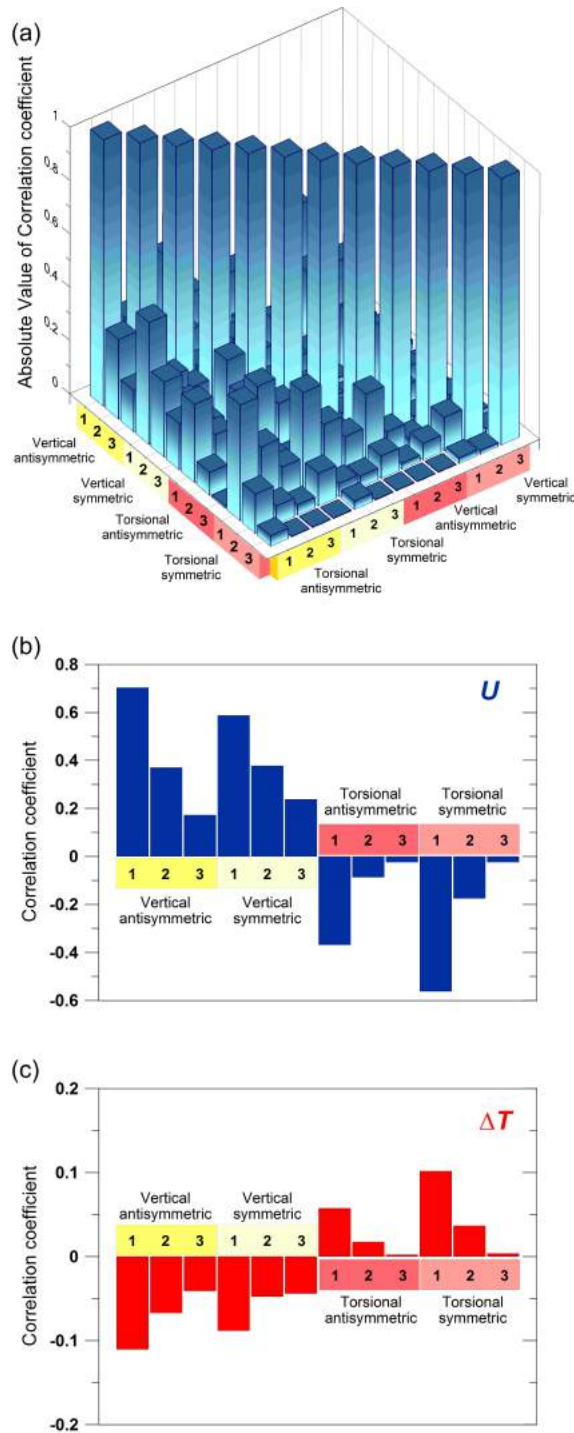 (a)
Absolute Value of Correlation coefficient
1
0.8
0.6
0.4
0.2
0
1 2 3 1 2 3 1 2 3 1 2 3
Vertical
antisymmetric
Vertical
symmetric
Torsional
antisymmetric
Torsional
symmetric
1 2 3 1 2 3 1 2 3 1 2 3
Torsional
antisymmetric
Torsional
symmetric
Vertical
antisymmetric
Vertical
symmetric
(b)
Correlation coefficient
0.8
0.6
0.4
0.2
0
-0.2
-0.4
-0.6
U
Torsional
antisymmetric
Torsional
symmetric
1 2 3 1 2 3
1 2 3 1 2 3
Vertical
antisymmetric
Vertical
symmetric
(c)
Correlation coefficient
0.2
0.1
0
-0.1
-0.2
ΔT
Vertical
antisymmetric
Vertical
symmetric
1 2 3 1 2 3
1 2 3 1 2 3
Torsional
antisymmetric
Torsional
symmetric